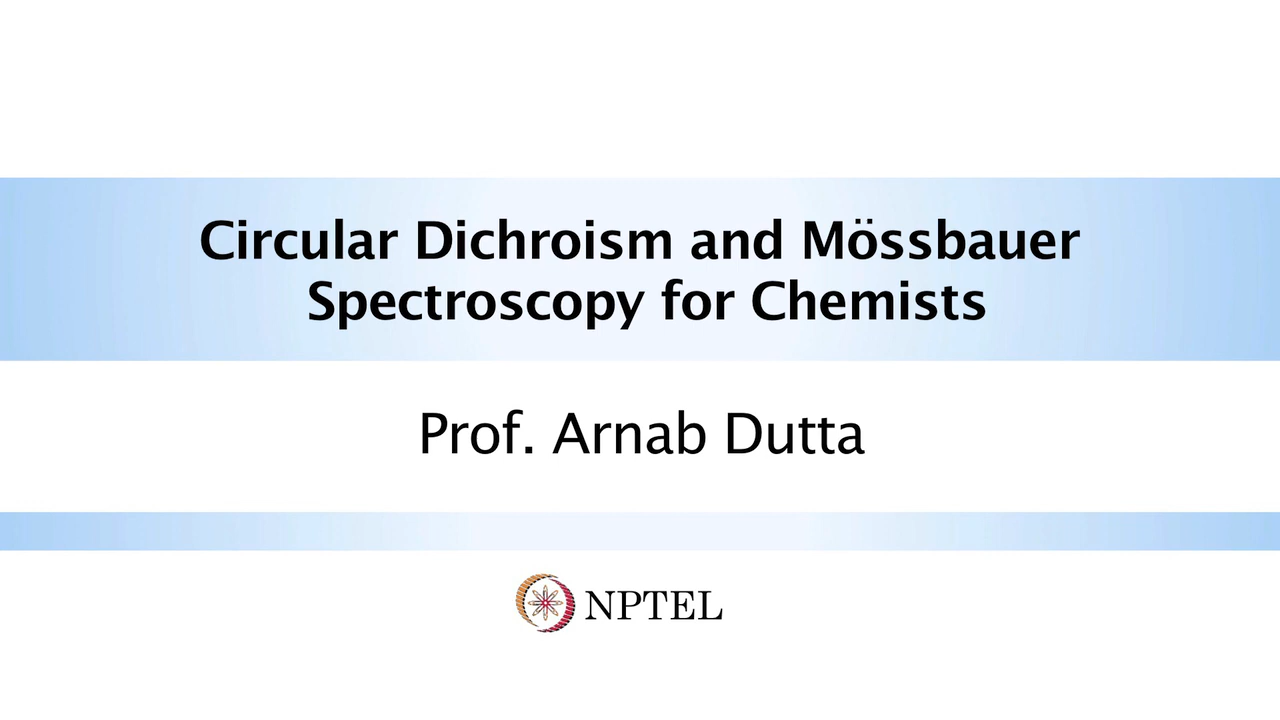 Circular Dichroism and Mössbauer
Spectroscopy for Chemists
Prof. Arnab Dutta
NPTEL